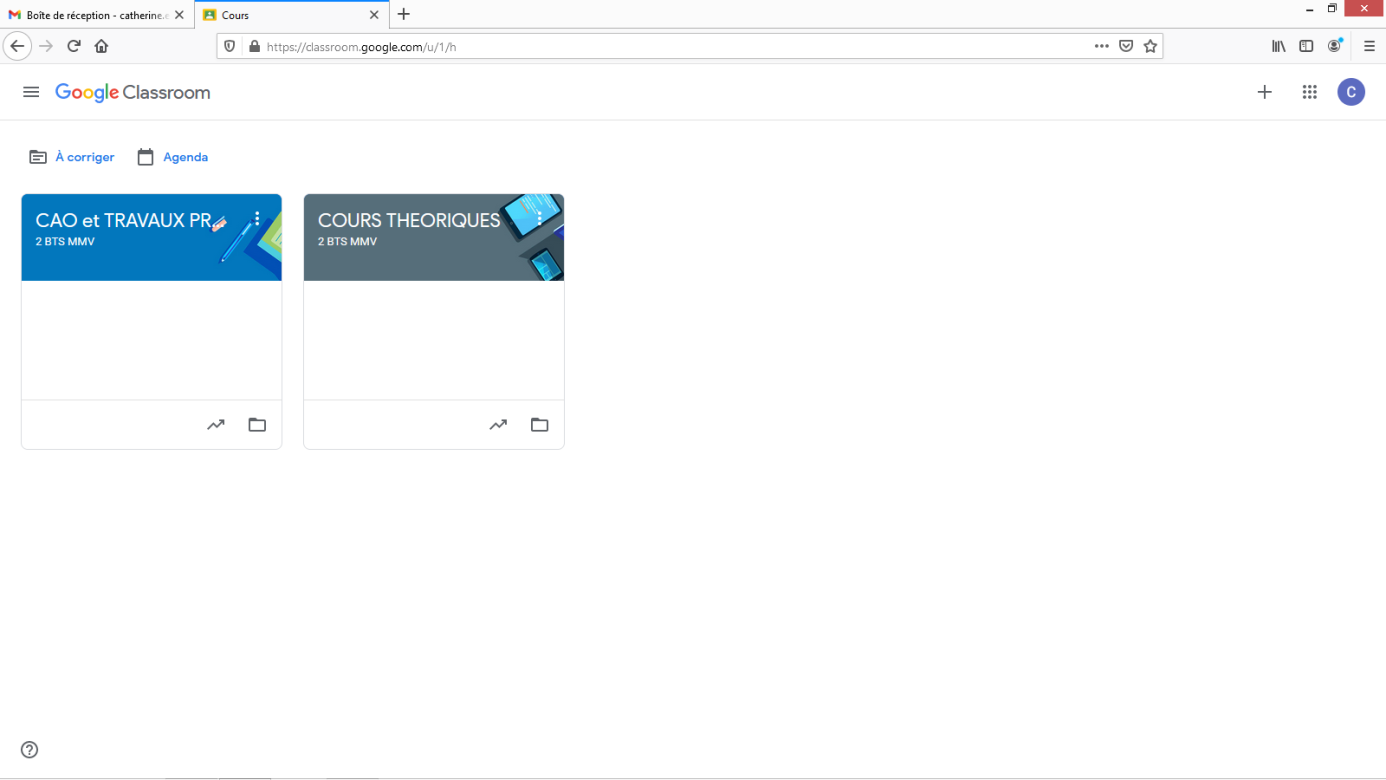 Boîte de réception - catherine.e
Cours
https://classroom.google.com/u/1/h
Google Classroom
C
À corriger
Agenda
CAO et TRAVAUX PR...
2 BTS MMV
COURS THEORIQUES
2 BTS MMV